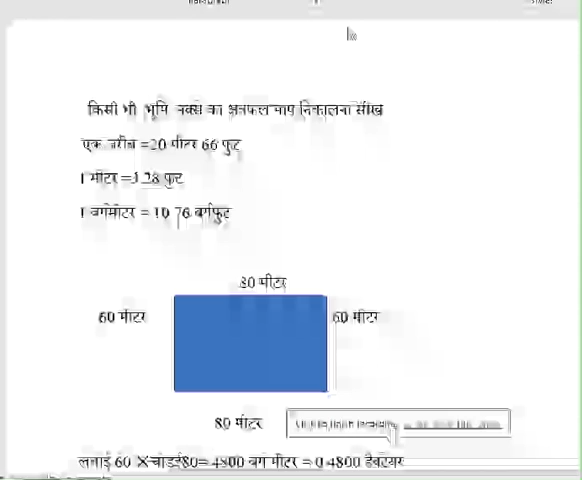 किसी भी भूमि नक्से का क्षेत्रफल माप निकालना सीखे
एक जरीब =20 मीटर 66 फुट
1 मीटर =3.28 फुट
1 वर्गमीटर = 10.76 वर्गफुट
80 मीटर
60 मीटर
60 मीटर
80 मीटर
60 X चोड़ाई80= 4800 वर्ग मीटर = 0.4800 हैक्टेयर